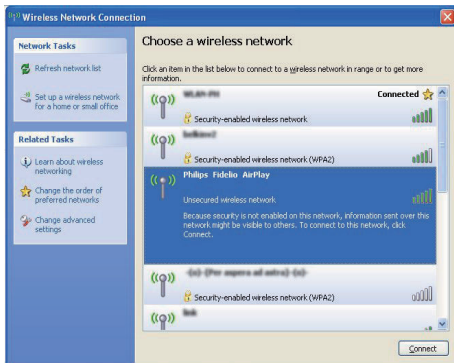 Wireless Network Connection
Network Tasks
Refresh network list
Set up a wireless network
for a home or small office
Related Tasks
Learn about wireless
networking
Change the order of
preferred networks
Change advanced
settings
Choose a wireless network
Click an item in the list below to connect to a wireless network in range or to get more
information.
Connected
Security-enabled wireless network
Security-enabled wireless network (WPA2)
Philips Fidelio AirPlay
Unsecured wireless network
Because security is not enabled on this network, information sent over this
network might be visible to others. To connect to this network, click
Connect.
Security-enabled wireless network (WPA2)
Connect